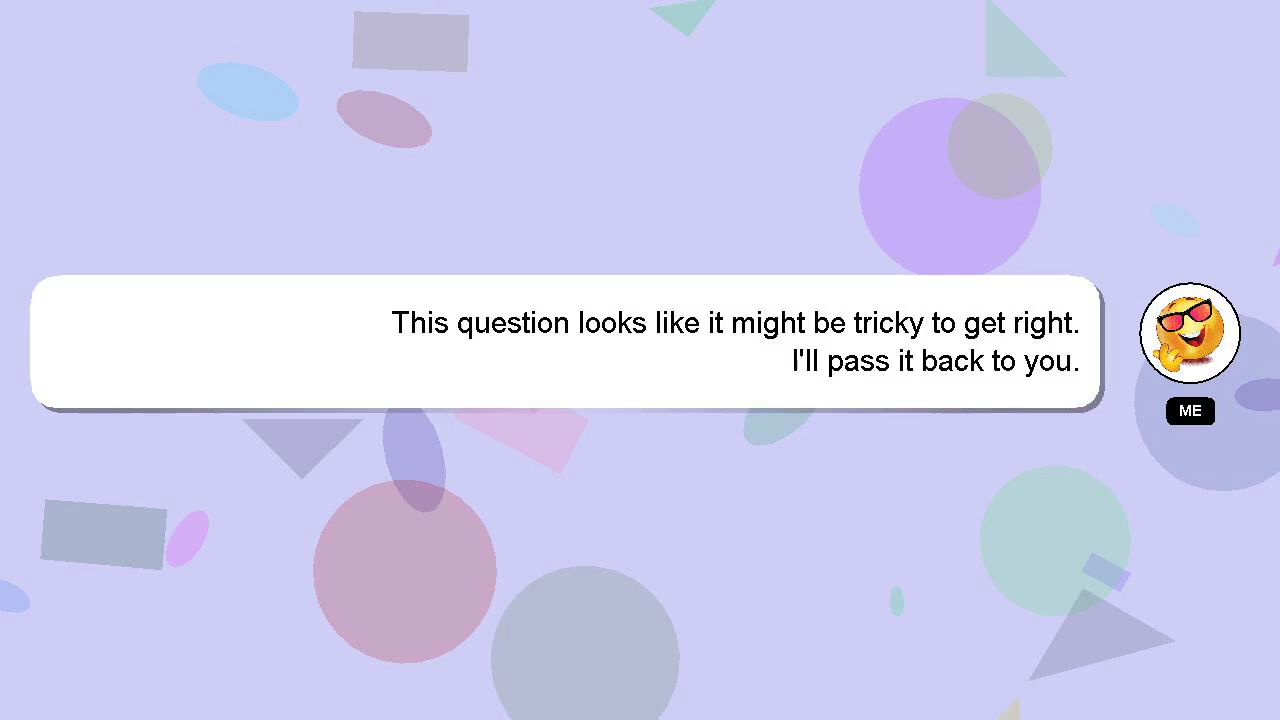 This question looks like it might be tricky to get right.
I'll pass it back to you.
ME